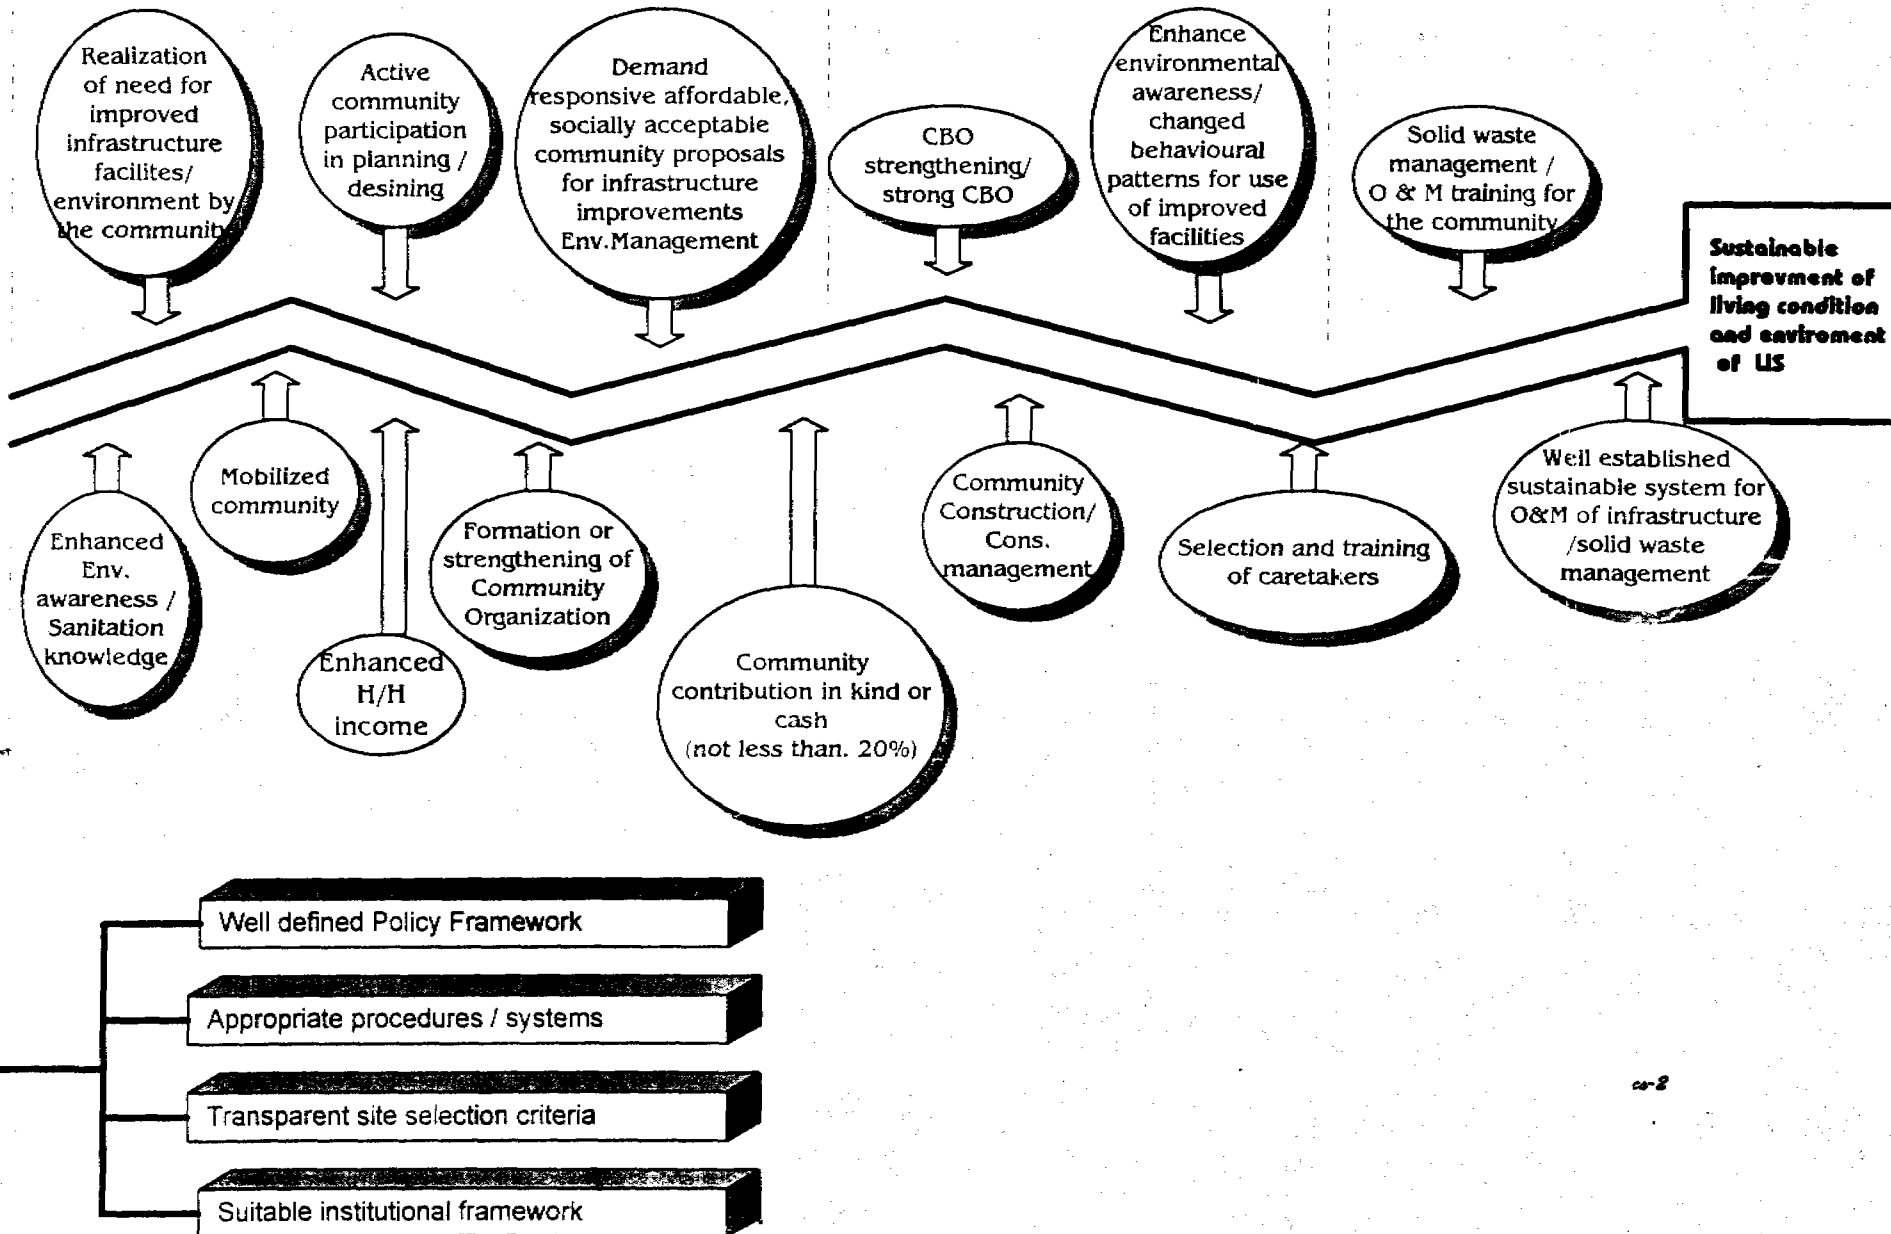 Realization
of need for
improved
infrastructure
facilites/
environment by
the community
Active
community
participation
in planning /
desining
Demand
responsive affordable,
socially acceptable
community proposals
for infrastructure
improvements
Env.Management
CBO
strengthening/
strong CBO
Enhance
environmental
awareness/
changed
behavioural
patterns for use
of improved
facilities
Solid waste
management /
O & M training for
the community
Sustainable
improvment of
living condition
and enviroment
of US
Enhanced
Env.
awareness /
Sanitation
knowledge
Mobilized
community
Enhanced
H/H
income
Formation or
strengthening of
Community
Organization
Community
contribution in kind or
cash
(not less than. 20%)
Community
Construction/
Cons.
management
Selection and training
of caretakers
Well established
sustainable system for
O&M of infrastructure
/solid waste
management
Well defined Policy Framework
Appropriate procedures / systems
Transparent site selection criteria
Suitable institutional framework
cs-2